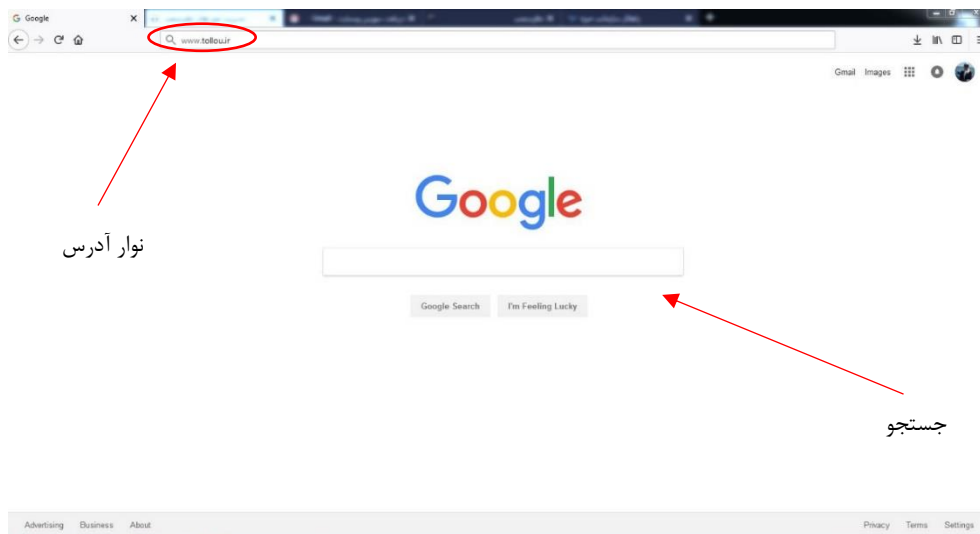 Google
www.tollou.ir
Gmail Images
Google
نوار آدرس
Google Search I'm Feeling Lucky
جستجو
Advertising Business About Privacy Terms Settings